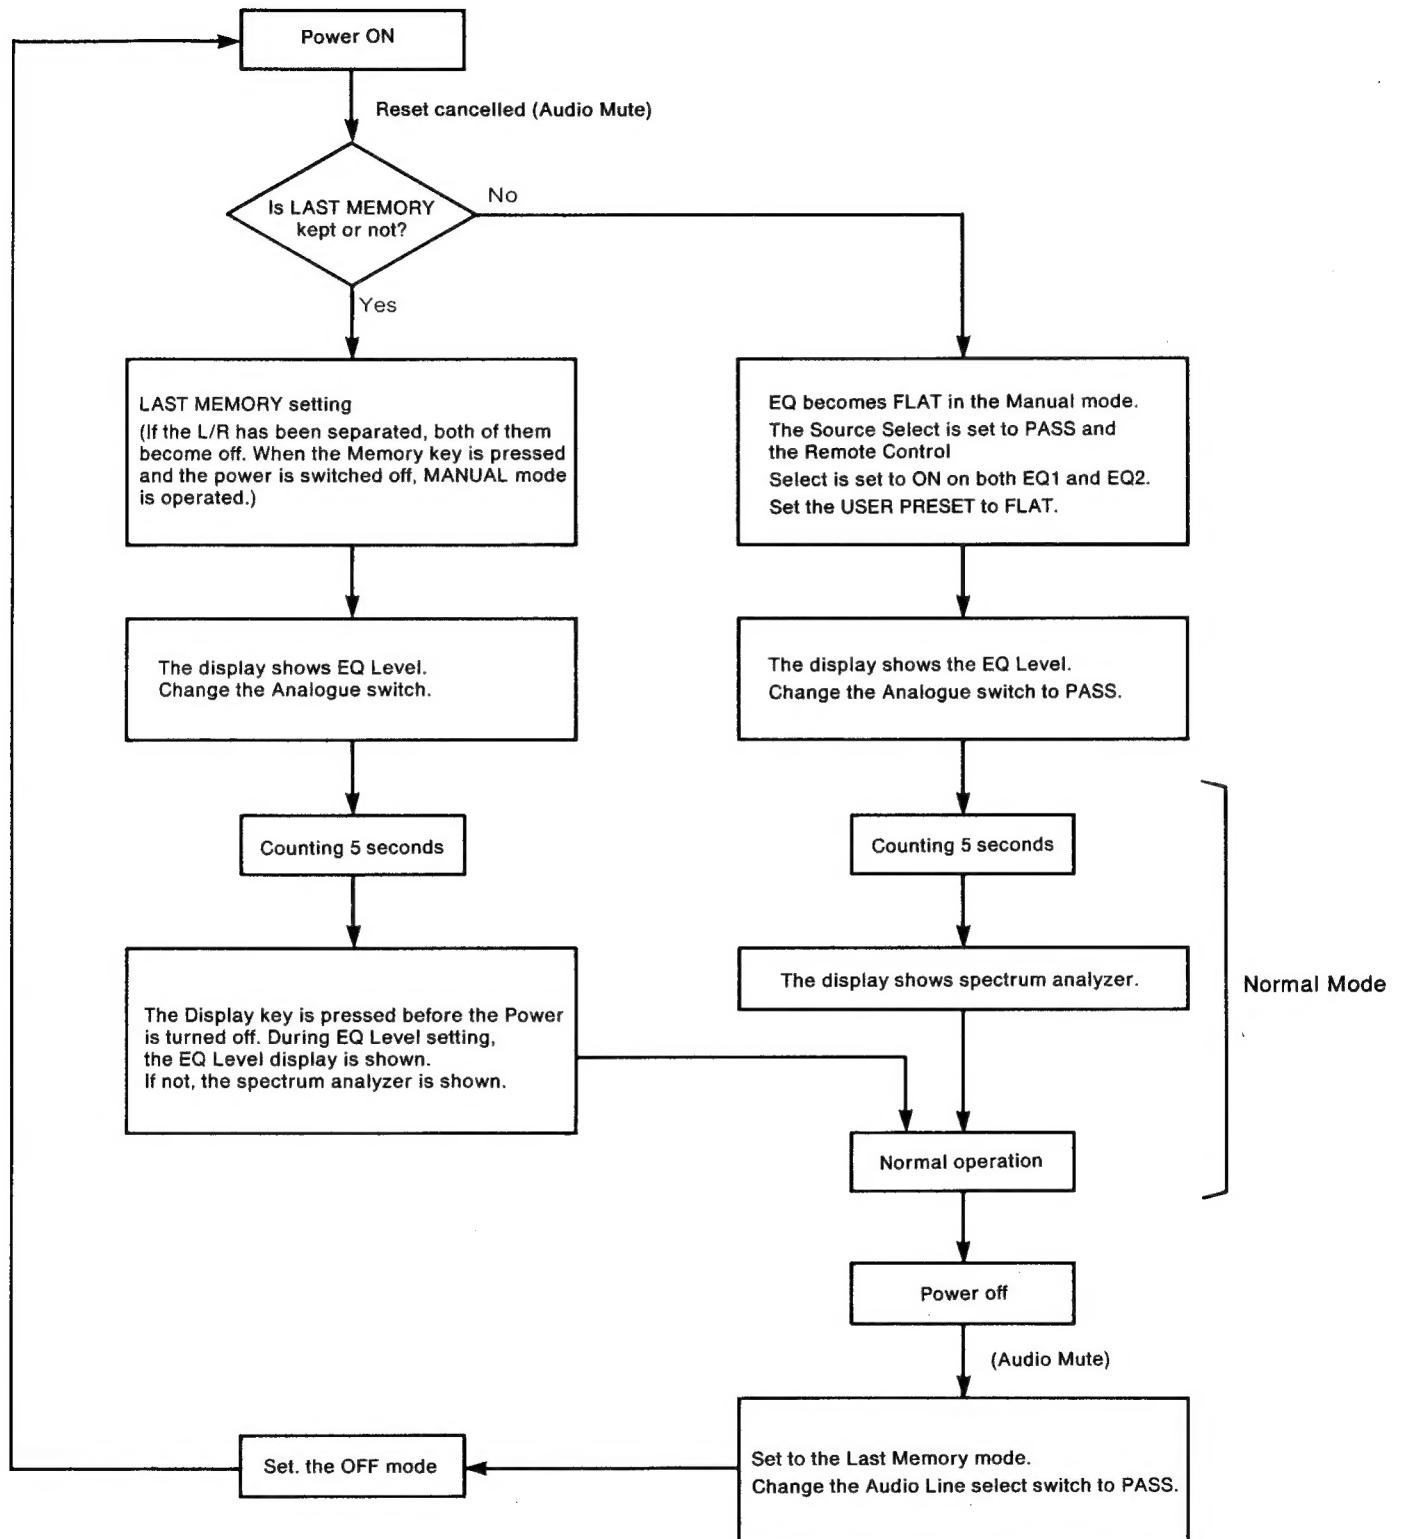 Power ON
Reset cancelled (Audio Mute)
Is LAST MEMORY
kept or not?
No
Yes
LAST MEMORY setting
(If the L/R has been separated, both of them
become off. When the Memory key is pressed
and the power is switched off, MANUAL mode
is operated.)
EQ becomes FLAT in the Manual mode.
The Source Select is set to PASS and
the Remote Control
Select is set to ON on both EQ1 and EQ2.
Set the USER PRESET to FLAT.
The display shows EQ Level.
Change the Analogue switch.
The display shows the EQ Level.
Change the Analogue switch to PASS.
Counting 5 seconds
Counting 5 seconds
The Display key is pressed before the Power
is turned off. During EQ Level setting,
the EQ Level display is shown.
If not, the spectrum analyzer is shown.
The display shows spectrum analyzer.
Normal Mode
Normal operation
Power off
(Audio Mute)
Set to the Last Memory mode.
Change the Audio Line select switch to PASS.
Set. the OFF mode